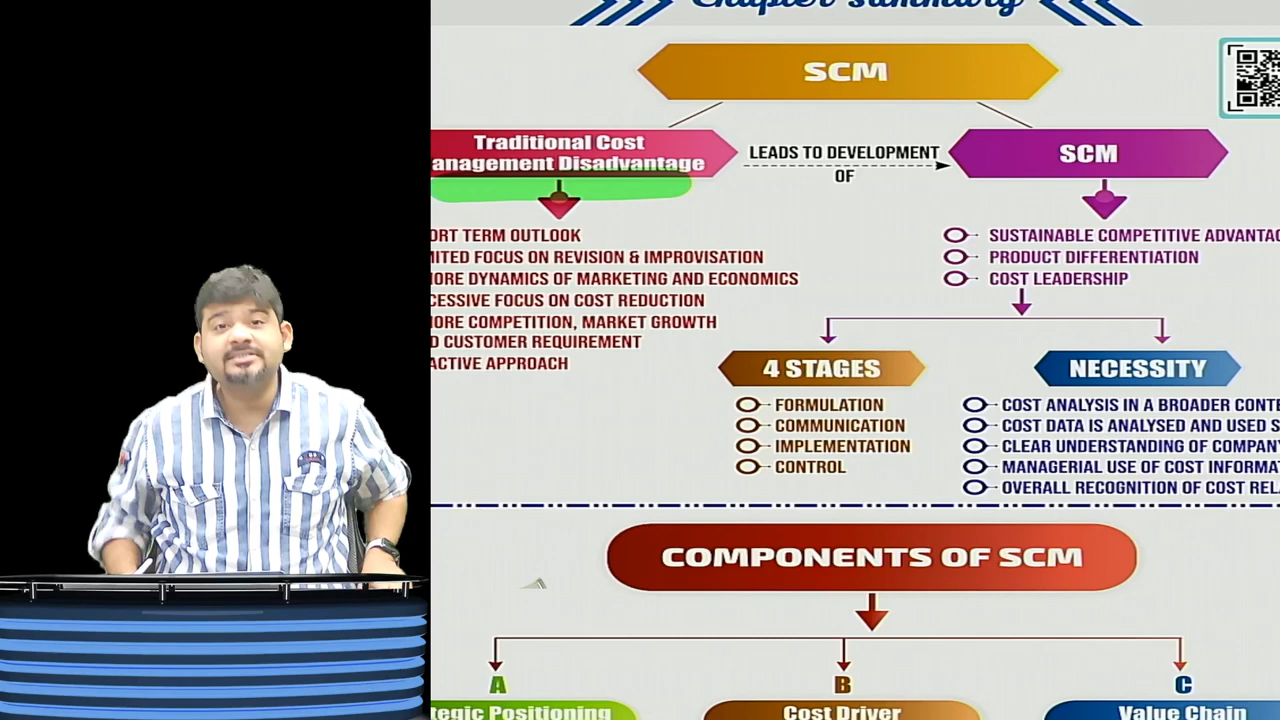 Chapter Summary
SCM
Traditional Cost
anagement Disadvantage
LEADS TO DEVELOPMENT
OF
SCM
ORT TERM OUTLOOK
MITED FOCUS ON REVISION & IMPROVISATION
NORE DYNAMICS OF MARKETING AND ECONOMICS
CESSIVE FOCUS ON COST REDUCTION
NORE COMPETITION, MARKET GROWTH
D CUSTOMER REQUIREMENT
ACTIVE APPROACH
SUSTAINABLE COMPETITIVE ADVANTAG
PRODUCT DIFFERENTIATION
COST LEADERSHIP
4 STAGES
FORMULATION
COMMUNICATION
IMPLEMENTATION
CONTROL
NECESSITY
COST ANALYSIS IN A BROADER CONTE
COST DATA IS ANALYSED AND USED S
CLEAR UNDERSTANDING OF COMPANY
MANAGERIAL USE OF COST INFORMAT
OVERALL RECOGNITION OF COST REL
COMPONENTS OF SCM
A
tegic Positioning
B
Cost Driver
C
Value Chain